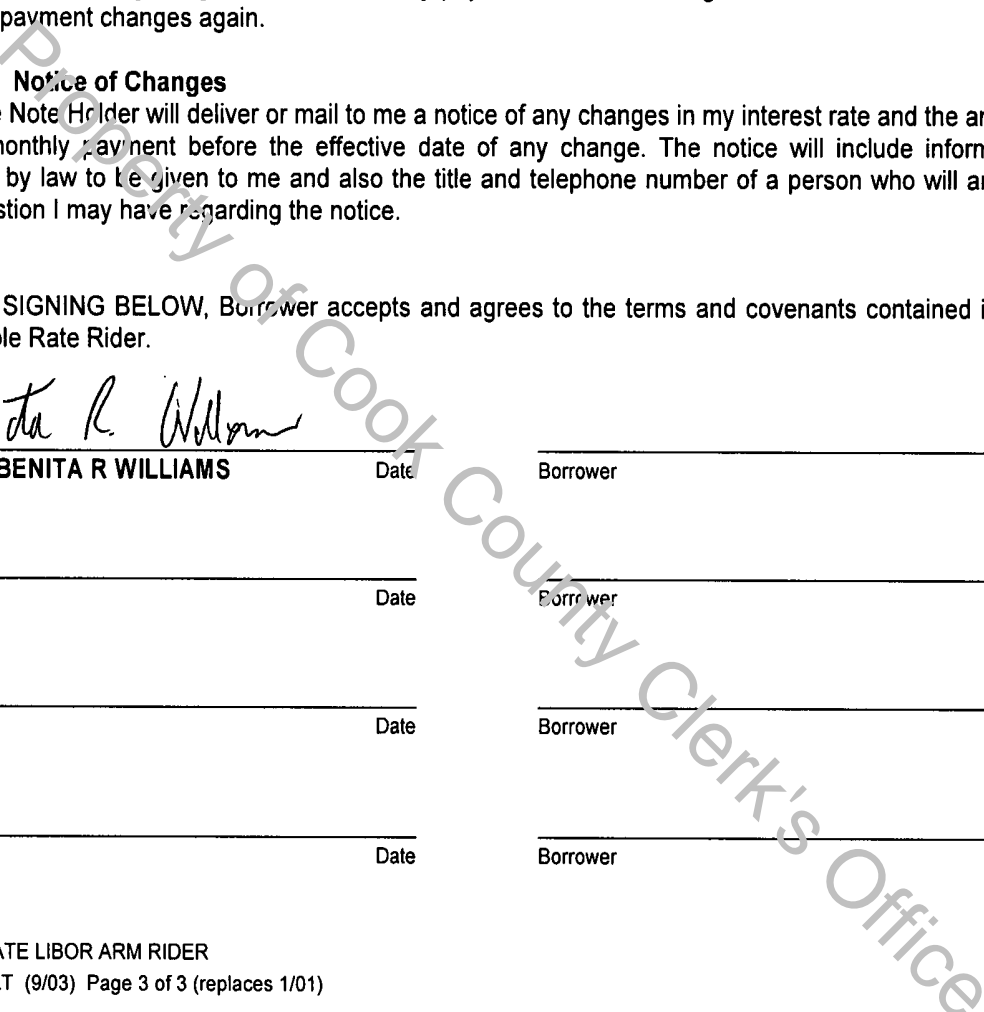 payment changes again.
Notice of Changes
Note Holder will deliver or mail to me a notice of any changes in my interest rate and the
monthly payment before the effective date of any change. The notice will include
by law to be given to me and also the title and telephone number of a person who will
I may have regarding the notice.
SIGNING BELOW, Borrower accepts and agrees to the terms and covenants contained
Rate Rider.
R. Williams
BENITA R WILLIAMS Date Borrower
Date Borrower
Date Borrower
Date Borrower
LIBOR ARM RIDER
(9/03) Page 3 of 3 (replaces 1/01)
Property of Cook County Clerk's Office